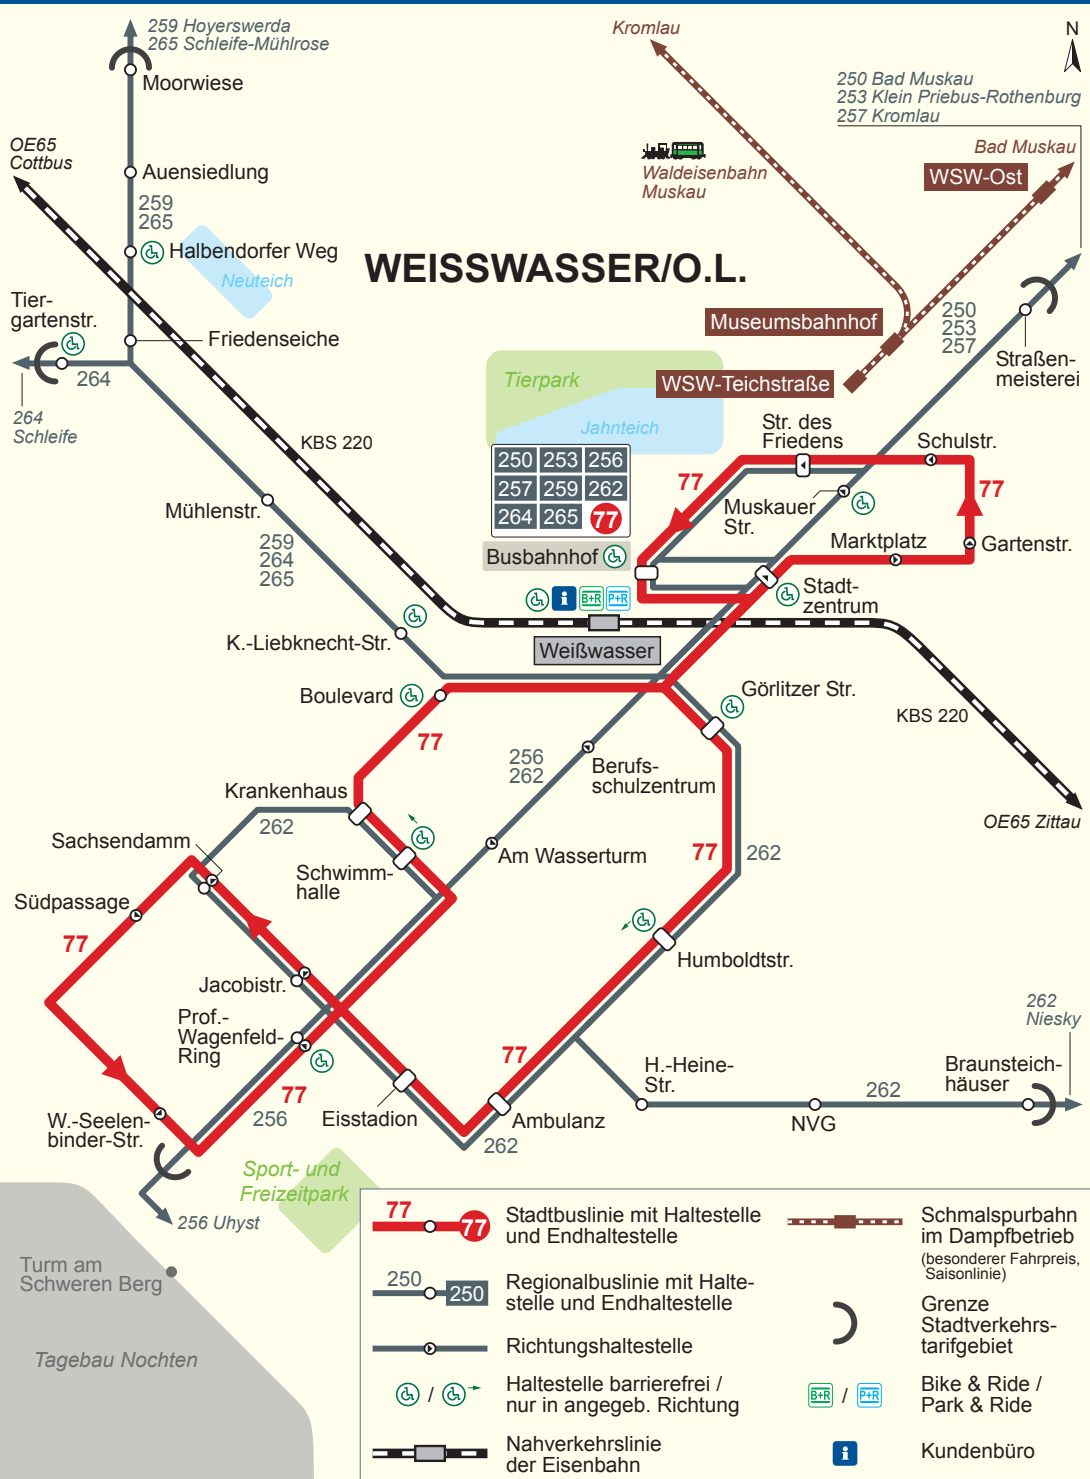 259 Hoyerswerda
265 Schleife-Mühlrose
Kromlau
N
Moorwiese
250 Bad Muskau
253 Klein Priebus-Rothenburg
257 Kromlau
OE65
Cottbus
Bad Muskau
Auensiedlung
Waldeisenbahn
Muskau
WSW-Ost
259
265
Halbendorfer Weg
WEISSWASSER/O.L.
Neuteich
Tier-
gartenstr.
Friedenseiche
Museumsbahnhof
250
253
257
Straßen-
meisterei
264
264
Schleife
Tierpark
WSW-Teichstraße
Jahnteich
KBS 220
Str. des
Friedens
Schulstr.
250 253 256
257 259 262
264 265 77
77
77
Mühlenstr.
Muskauer
Str.
Marktplatz
Gartenstr.
259
264
265
Busbahnhof
i
B+R
P+R
Stadt-
zentrum
K.-Liebknecht-Str.
Weißwasser
Boulevard
Görlitzer Str.
KBS 220
77
256
262
Berufs-
schulzentrum
Krankenhaus
OE65 Zittau
262
Sachsendamm
Am Wasserturm
77
262
Schwimm-
halle
Südpassage
77
Humboldtstr.
Jacobistr.
Prof.-
Wagenfeld-
Ring
262
Niesky
77
H.-Heine-
Str.
Braunsteich-
häuser
77
256
262
W.-Seelen-
binder-Str.
Eisstadion
Ambulanz
NVG
262
Sport- und
Freizeitpark
256 Uhyst
Turm am
Schweren Berg
Tagebau Nochten
77
77
Stadtbuslinie mit Haltestelle
und Endhaltestelle
250
250
Regionalbuslinie mit Halte-
stelle und Endhaltestelle
Richtungshaltestelle
/
Haltestelle barrierefrei /
nur in angegeb. Richtung
Nahverkehrslinie
der Eisenbahn
Schmalspurbahn
im Dampfbetrieb
(besonderer Fahrpreis,
Saisonlinie)
Grenze
Stadtverkehrs-
tarifgebiet
B+R / P+R
Bike & Ride /
Park & Ride
i
Kundenbüro